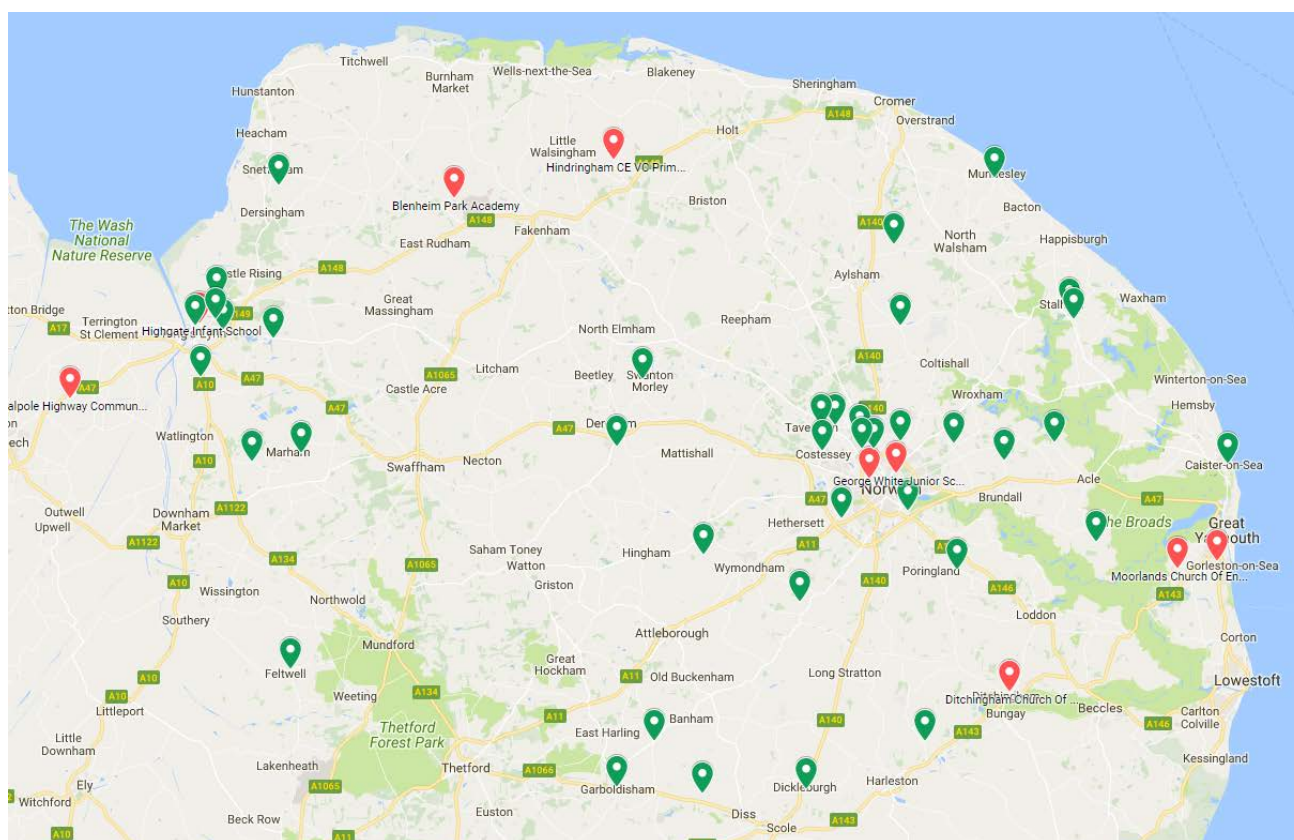 Titchwell
Burnham
Market
Wells-next-the-Sea
Blakeney
Sheringham
Cromer
Overstrand
Hunstanton
Heacham
Little
Walsingham
Holt
A148
Hindringham CE VC Prim...
Dersingham
Blenheim Park Academy
Briston
Bacton
The Wash
National
Nature Reserve
A148
East Rudham
Fakenham
A140
North
Walsham
Happisburgh
Aylsham
A148
Great
Massingham
Waxham
A17
Terrington
St Clement
Highgate Infant School
A149
North Elmham
Reepham
A140
Coltishall
Litcham
Beetley
Swanton
Morley
A1065
Castle Acre
A10
A47
A47
Winterton-on-Sea
Wroxham
Hemsby
A140
A47
Watlington
Marham
A10
Swaffham
Necton
A47
Mattishall
Costessey
Caister-on-Sea
George White Junior Sc...
Acle
A47
A47
Brundall
Outwell
Upwell
Downham
Market
A1122
A1122
Hethersett
The Broads
Great
Yarmouth
A134
A1065
Saham Toney
Watton
Hingham
Wymondham
A11
Poringland
Gorleston-on-Sea
Moorlands Church Of En...
A10
Wissington
Griston
A140
A146
A143
Northwold
Loddon
Southery
Attleborough
Corton
Mundford
Great
Hockham
A11
Old Buckenham
Long Stratton
Feltwell
A10
Weeting
A134
Lowestoft
Ditchingham Church Of ...
Bungay
Beccles
A10
Littleport
A11
East Harling
Banham
A140
A143
A146
Carlton
Colville
Thetford
Forest Park
Little
Downham
Kessingland
Lakenheath
Thetford
A1066
Garboldisham
Dickleburgh
Harleston
Ely
Witchford
A1065
Beck Row
Euston
Diss
A10
A11
Scole
A143